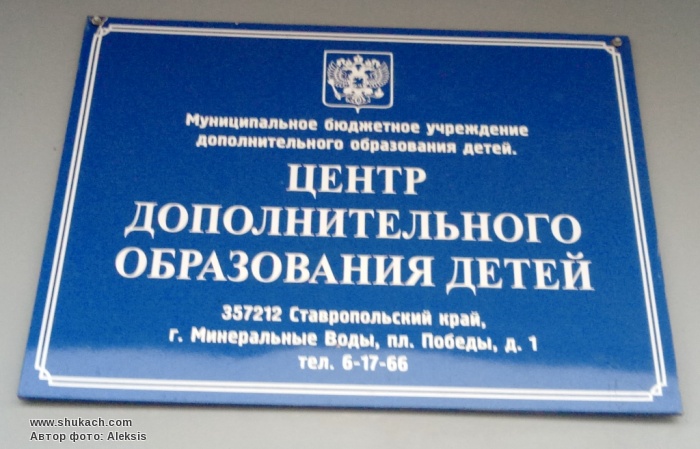 Муниципальное бюджетное учреждение
дополнительного образования детей.
ЦЕНТР
ДОПОЛНИТЕЛЬНОГО
ОБРАЗОВАНИЯ ДЕТЕЙ
357212 Ставропольский край,
г. Минеральные Воды, пл. Победы, д. 1
тел. 6-17-66
www.shukach.com
Автор фото: Aleksis